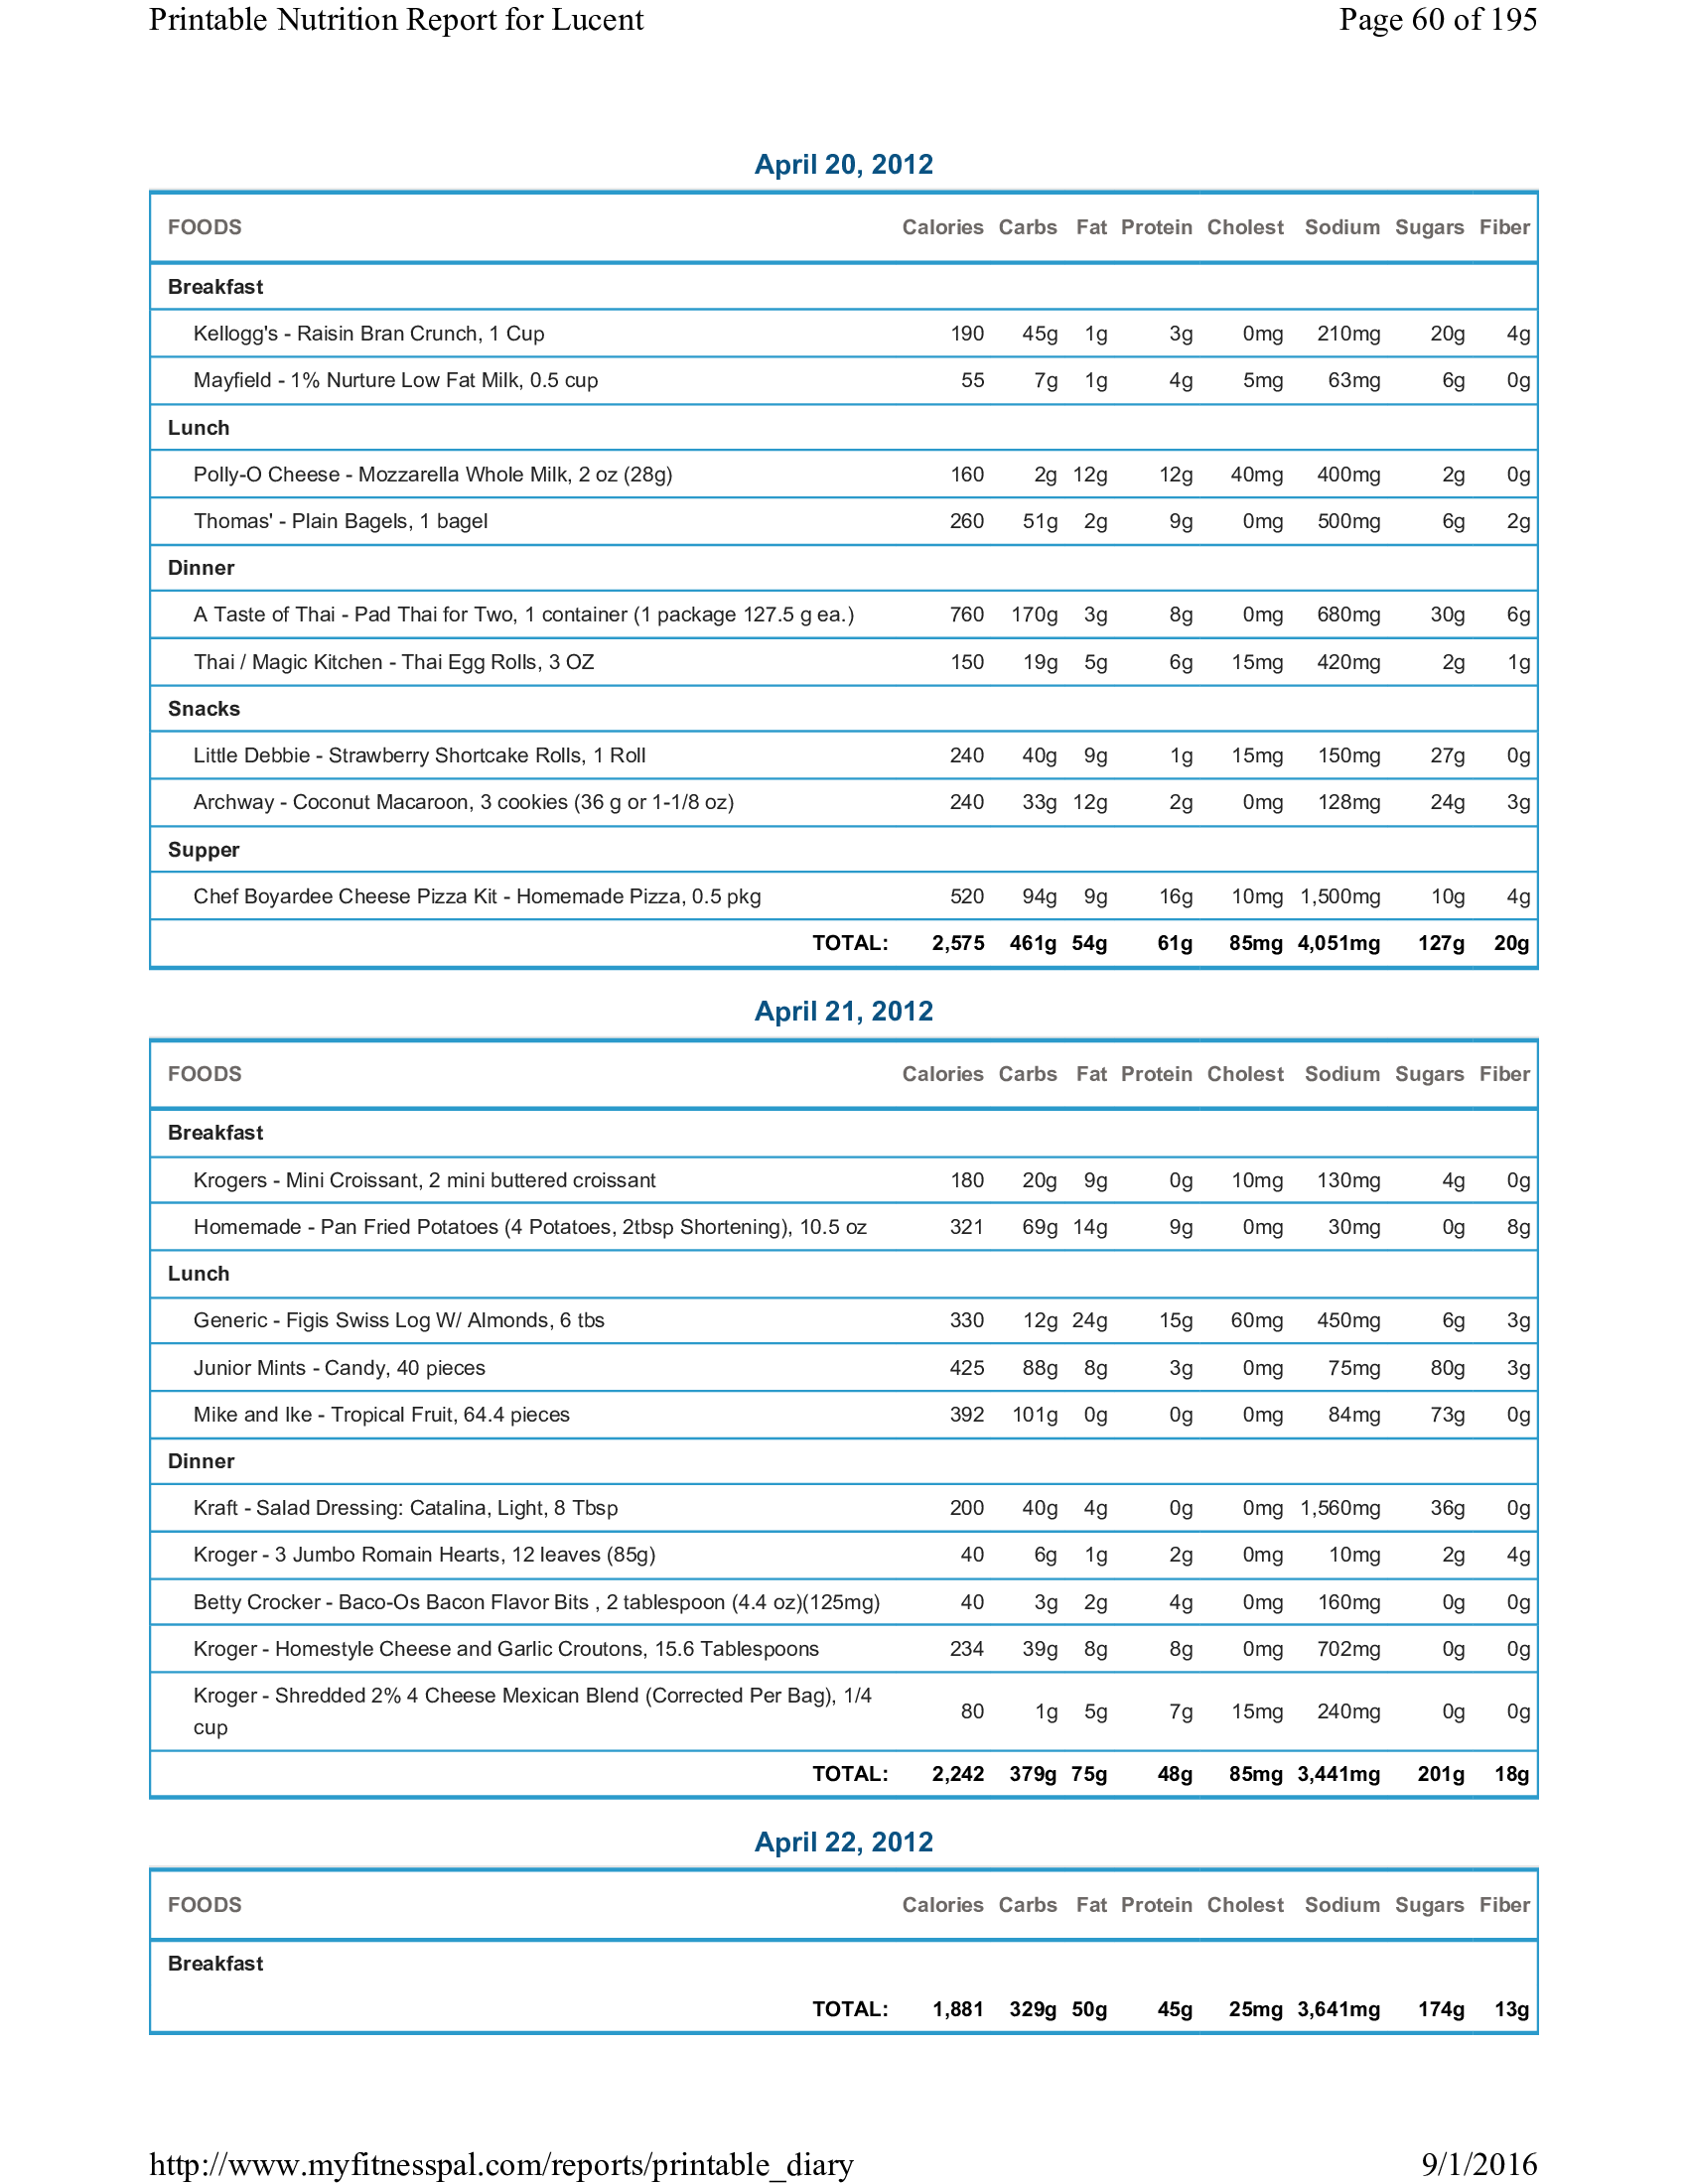 Printable Nutrition Report for Lucent Page 60 of 195
April 20, 2012
FOODS Calories Carbs Fat Protein Cholest Sodium Sugars Fiber
Breakfast
Kellogg's - Raisin Bran Crunch, 1 Cup 190 45g 1g 3g 0mg 210mg 20g 4g
Mayfield - 1% Nurture Low Fat Milk, 0.5 cup 55 7g 1g 4g 5mg 63mg 6g 0g
Lunch
Polly-O Cheese - Mozzarella Whole Milk, 2 oz (28g) 160 2g 12g 12g 40mg 400mg 2g 0g
Thomas' - Plain Bagels, 1 bagel 260 51g 2g 9g 0mg 500mg 6g 2g
Dinner
A Taste of Thai - Pad Thai for Two, 1 container (1 package 127.5 g ea.) 760 170g 3g 8g 0mg 680mg 30g 6g
Thai / Magic Kitchen - Thai Egg Rolls, 3 OZ 150 19g 5g 6g 15mg 420mg 2g 1g
Snacks
Little Debbie - Strawberry Shortcake Rolls, 1 Roll 240 40g 9g 1g 15mg 150mg 27g 0g
Archway - Coconut Macaroon, 3 cookies (36 g or 1-1/8 oz) 240 33g 12g 2g 0mg 128mg 24g 3g
Supper
Chef Boyardee Cheese Pizza Kit - Homemade Pizza, 0.5 pkg 520 94g 9g 16g 10mg 1,500mg 10g 4g
TOTAL: 2,575 461g 54g 61g 85mg 4,051mg 127g 20g
April 21, 2012
FOODS Calories Carbs Fat Protein Cholest Sodium Sugars Fiber
Breakfast
Krogers - Mini Croissant, 2 mini buttered croissant 180 20g 9g 0g 10mg 130mg 4g 0g
Homemade - Pan Fried Potatoes (4 Potatoes, 2tbsp Shortening), 10.5 oz 321 69g 14g 9g 0mg 30mg 0g 8g
Lunch
Generic - Figis Swiss Log W/ Almonds, 6 tbs 330 12g 24g 15g 60mg 450mg 6g 3g
Junior Mints - Candy, 40 pieces 425 88g 8g 3g 0mg 75mg 80g 3g
Mike and Ike - Tropical Fruit, 64.4 pieces 392 101g 0g 0g 0mg 84mg 73g 0g
Dinner
Kraft - Salad Dressing: Catalina, Light, 8 Tbsp 200 40g 4g 0g 0mg 1,560mg 36g 0g
Kroger - 3 Jumbo Romain Hearts, 12 leaves (85g) 40 6g 1g 2g 0mg 10mg 2g 4g
Betty Crocker - Baco-Os Bacon Flavor Bits , 2 tablespoon (4.4 oz)(125mg) 40 3g 2g 4g 0mg 160mg 0g 0g
Kroger - Homestyle Cheese and Garlic Croutons, 15.6 Tablespoons 234 39g 8g 8g 0mg 702mg 0g 0g
Kroger - Shredded 2% 4 Cheese Mexican Blend (Corrected Per Bag), 1/4
cup 80 1g 5g 7g 15mg 240mg 0g 0g
TOTAL: 2,242 379g 75g 48g 85mg 3,441mg 201g 18g
April 22, 2012
FOODS Calories Carbs Fat Protein Cholest Sodium Sugars Fiber
Breakfast
TOTAL: 1,881 329g 50g 45g 25mg 3,641mg 174g 13g
http://www.myfitnesspal.com/reports/printable_diary 9/1/2016